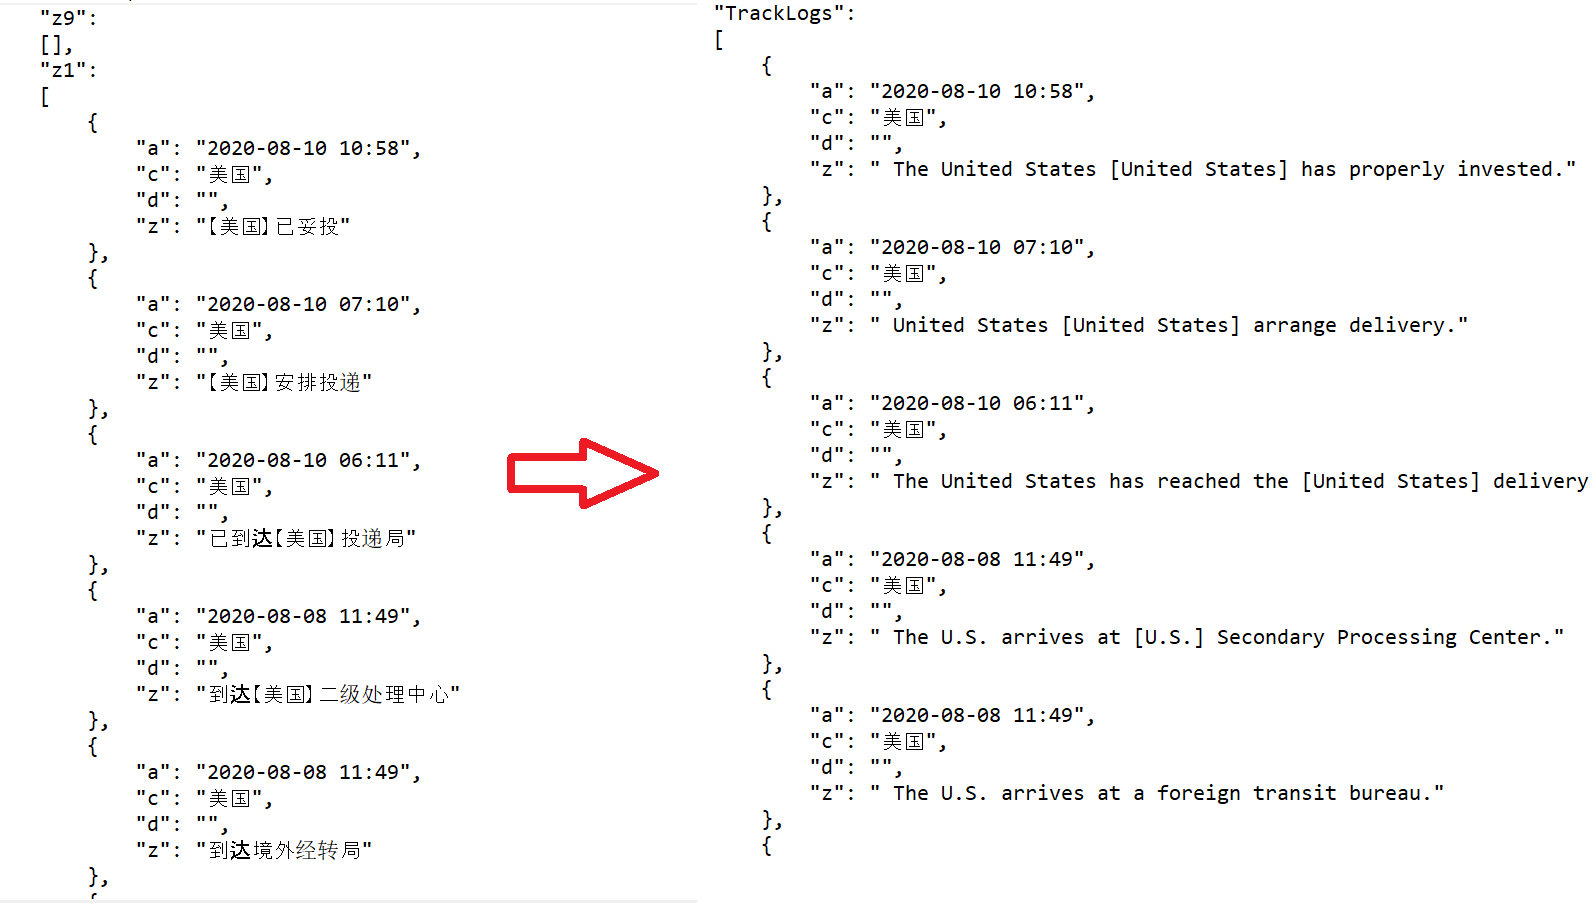 "z9":
[],
"z1":
[
{
"a": "2020-08-10 10:58",
"c": "美国",
"d": "",
"z": "【美国】已妥投"
},
{
"a": "2020-08-10 07:10",
"c": "美国",
"d": "",
"z": "【美国】安排投递"
},
{
"a": "2020-08-10 06:11",
"c": "美国",
"d": "",
"z": "已到达【美国】投递局"
},
{
"a": "2020-08-08 11:49",
"c": "美国",
"d": "",
"z": "到达【美国】二级处理中心"
},
{
"a": "2020-08-08 11:49",
"c": "美国",
"d": "",
"z": "到达境外经转局"
},
"TrackLogs":
[
{
"a": "2020-08-10 10:58",
"c": "美国",
"d": "",
"z": " The United States [United States] has properly invested."
},
{
"a": "2020-08-10 07:10",
"c": "美国",
"d": "",
"z": " United States [United States] arrange delivery."
},
{
"a": "2020-08-10 06:11",
"c": "美国",
"d": "",
"z": " The United States has reached the [United States] delivery
},
{
"a": "2020-08-08 11:49",
"c": "美国",
"d": "",
"z": " The U.S. arrives at [U.S.] Secondary Processing Center."
},
{
"a": "2020-08-08 11:49",
"c": "美国",
"d": "",
"z": " The U.S. arrives at a foreign transit bureau."
},
{